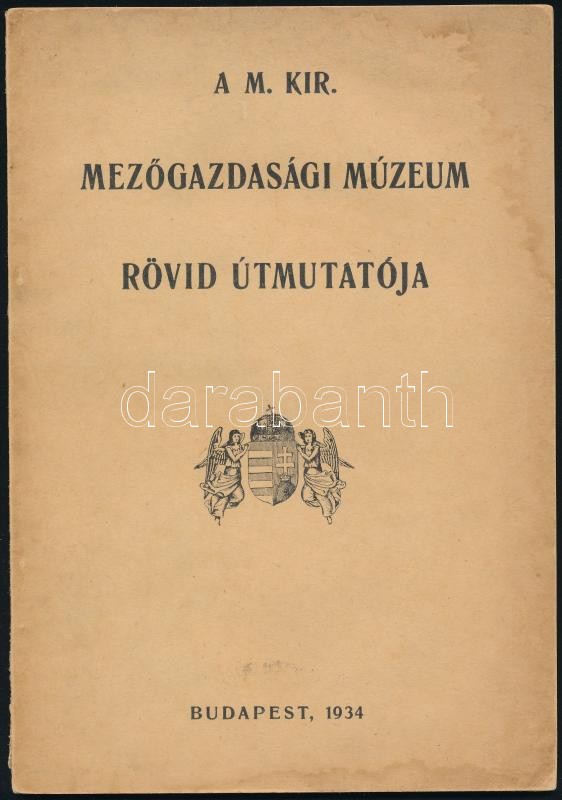 A M. KIR.
MEZŐGAZDASÁGI MÚZEUM
RÖVID ÚTMUTATÓJA
darabanth
BUDAPEST, 1934